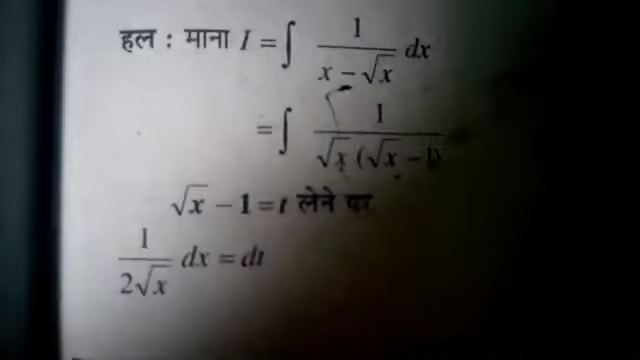 हल : माना I = ∫ 1/(x − √x) dx
= ∫ 1/(√x (√x − 1))
√x − 1 = t लेने पर
1/(2√x) dx = dt